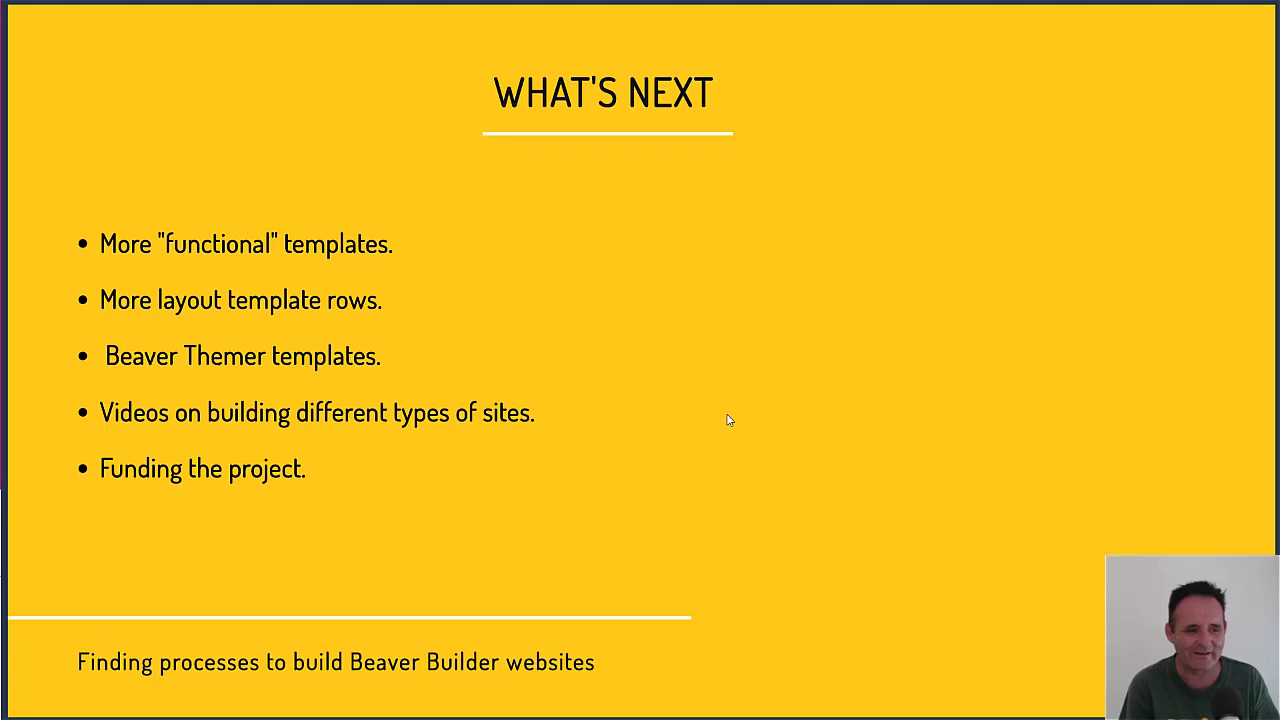 WHAT'S NEXT
• More "functional" templates.
• More layout template rows.
• Beaver Themer templates.
• Videos on building different types of sites.
• Funding the project.
Finding processes to build Beaver Builder websites